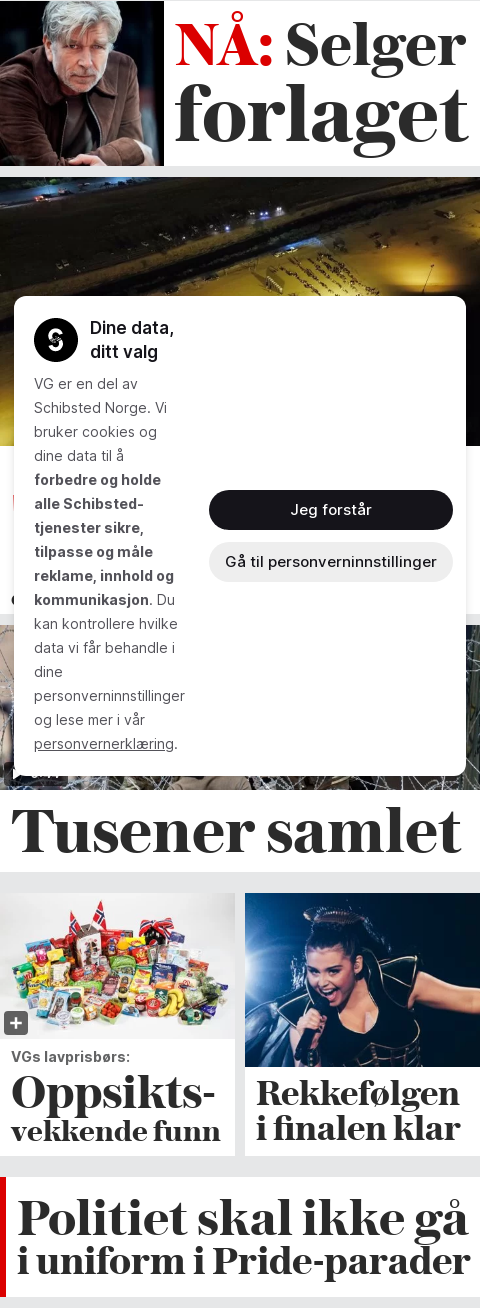 NÅ: Selger
forlaget
Dine data,
ditt valg
VG er en del av
Schibsted Norge. Vi
bruker cookies og
dine data til å
forbedre og holde
alle Schibsted-
tjenester sikre,
tilpasse og måle
reklame, innhold og
kommunikasjon. Du
kan kontrollere hvilke
data vi får behandle i
dine
personverninnstillinger
og lese mer i vår
personvernerklæring.
Jeg forstår
Gå til personverninnstillinger
Tusener samlet
VGs lavprisbørs:
Oppsikts-
vekkende funn
Rekkefølgen
i finalen klar
Politiet skal ikke gå
i uniform i Pride-parader